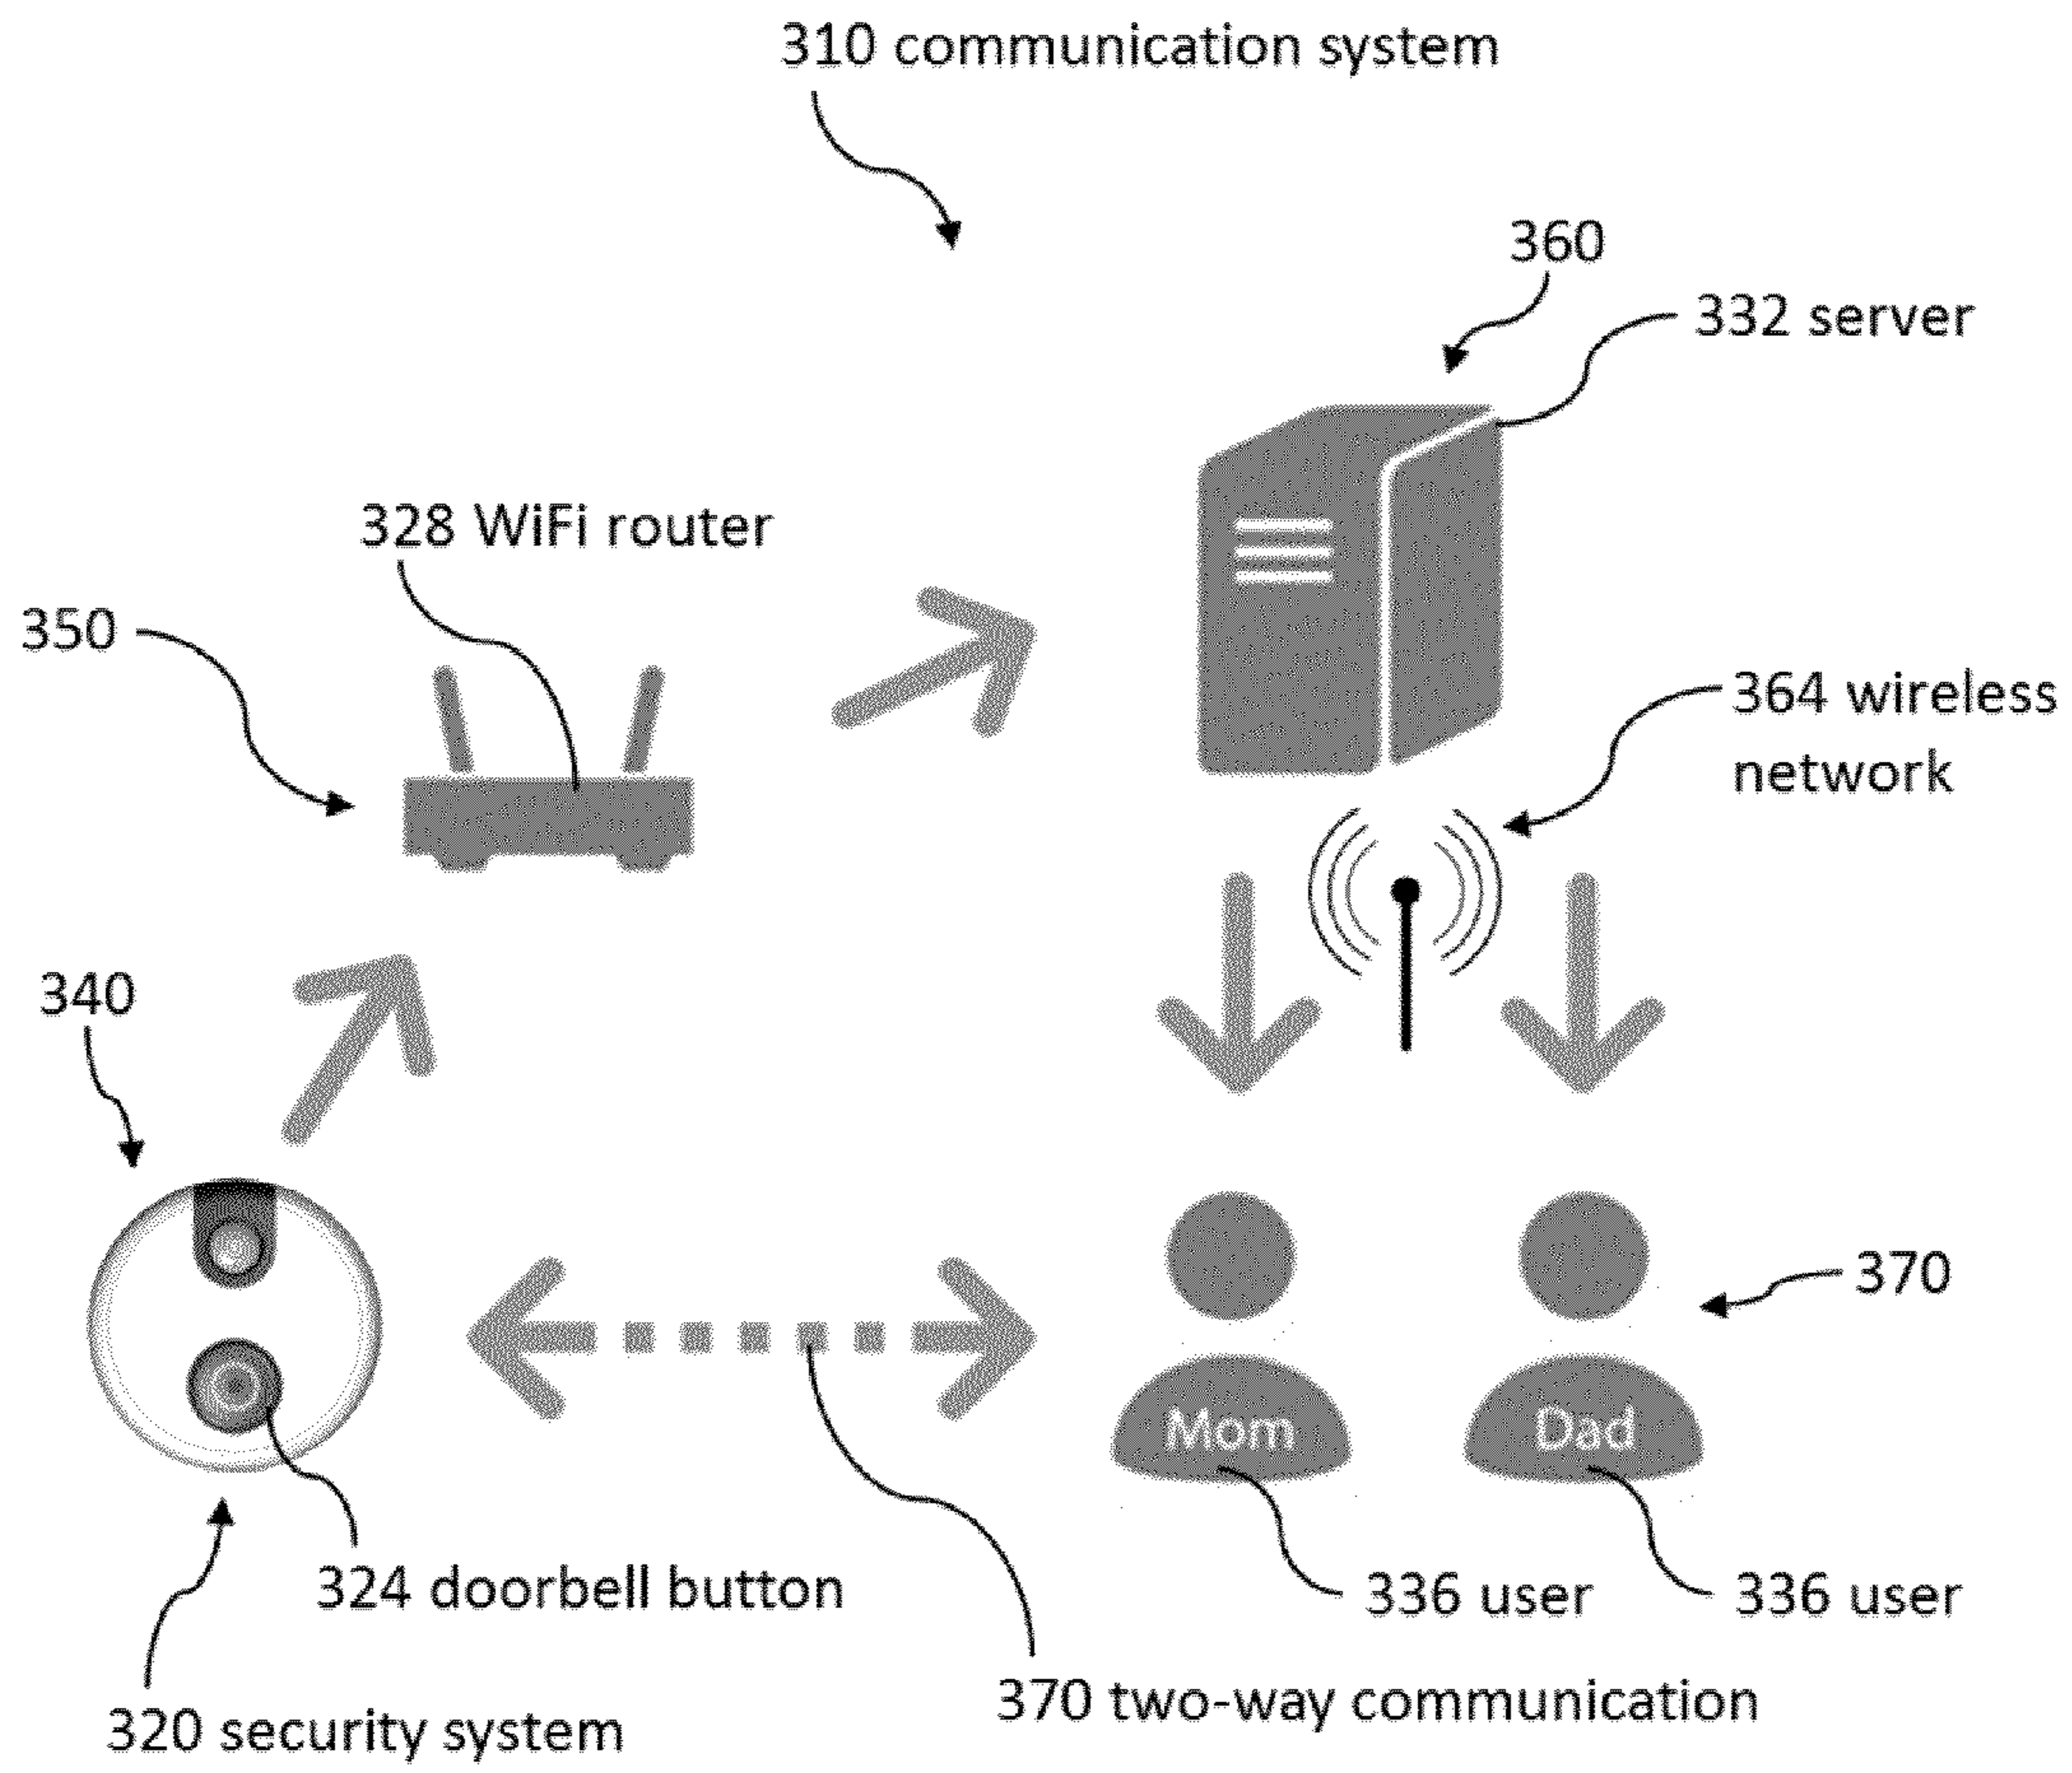 310 communication system
360
332 server
328 WiFi router
350
364 wireless
network
340
370
Mom
Dad
324 doorbell button
336 user
336 user
370 two-way communication
320 security system